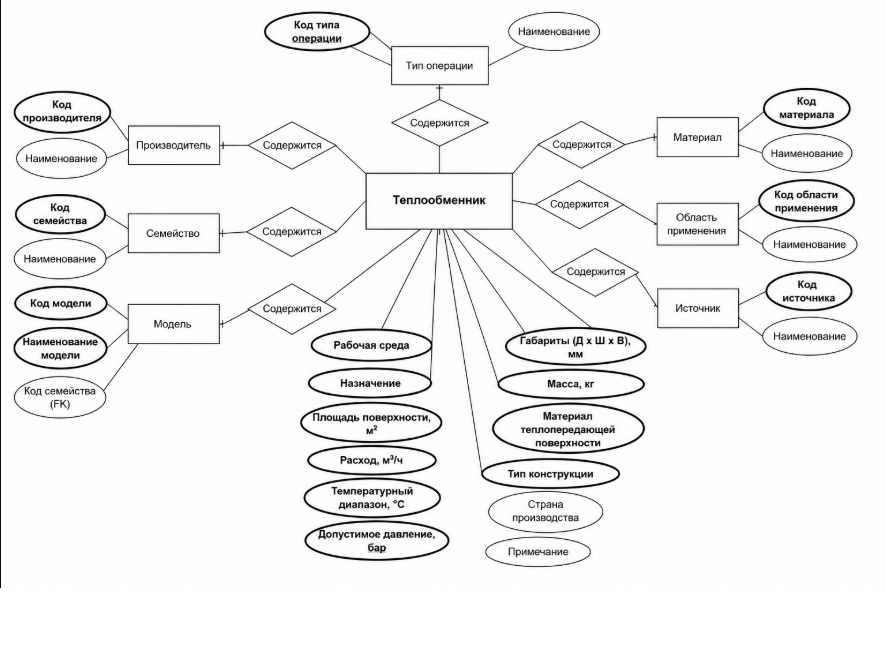 Код типа
операции
Наименование
Тип операции
Содержится
Код
производителя
Наименование
Производитель
Содержится
Содержится
Материал
Код
материала
Наименование
Теплообменник
Код
семейства
Наименование
Семейство
Содержится
Содержится
Область
применения
Код области
применения
Наименование
Код модели
Наименование
модели
Код семейства
(FK)
Модель
Содержится
Содержится
Источник
Код
источника
Наименование
Рабочая среда
Назначение
Площадь поверхности,
м²
Расход, м³/ч
Температурный
диапазон, °С
Допустимое давление,
бар
Габариты (Д х Ш х В),
мм
Масса, кг
Материал
теплопередающей
поверхности
Тип конструкции
Страна
производства
Примечание